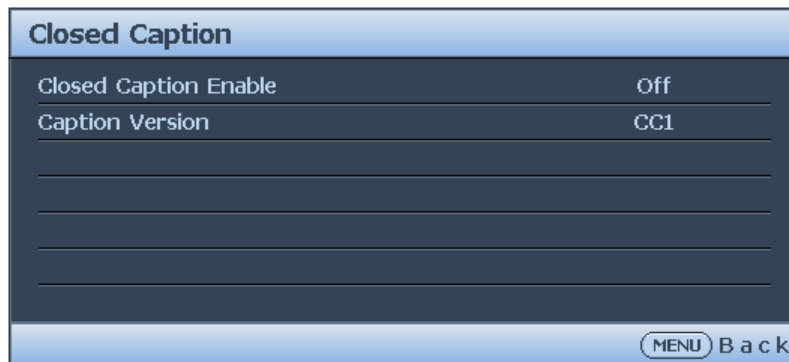 Closed Caption
Closed Caption Enable Off
Caption Version CC1
MENU Back